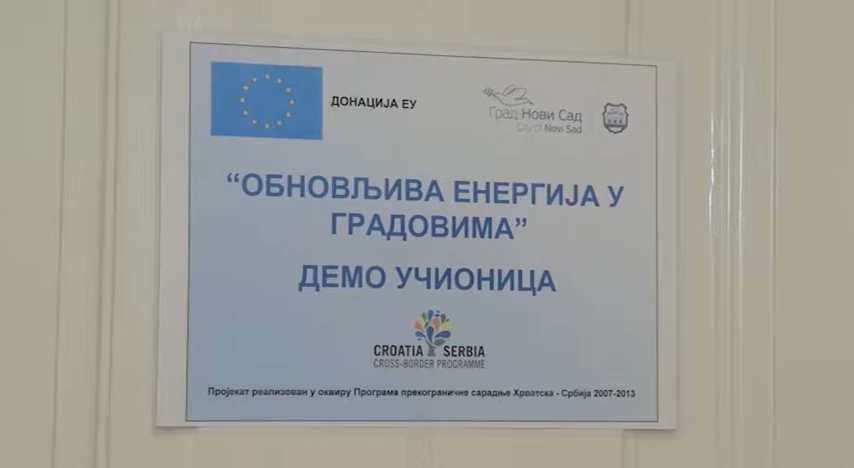 ДОНАЦИЈА ЕУ
Град Нови Сад
City of Novi Sad
“ОБНОВЉИВА ЕНЕРГИЈА У
ГРАДОВИМА”
ДЕМО УЧИОНИЦА
CROATIA SERBIA
CROSS-BORDER PROGRAMME
Пројекат реализован у оквиру Програма прекограничне сарадње Хрватска - Србија 2007-2013